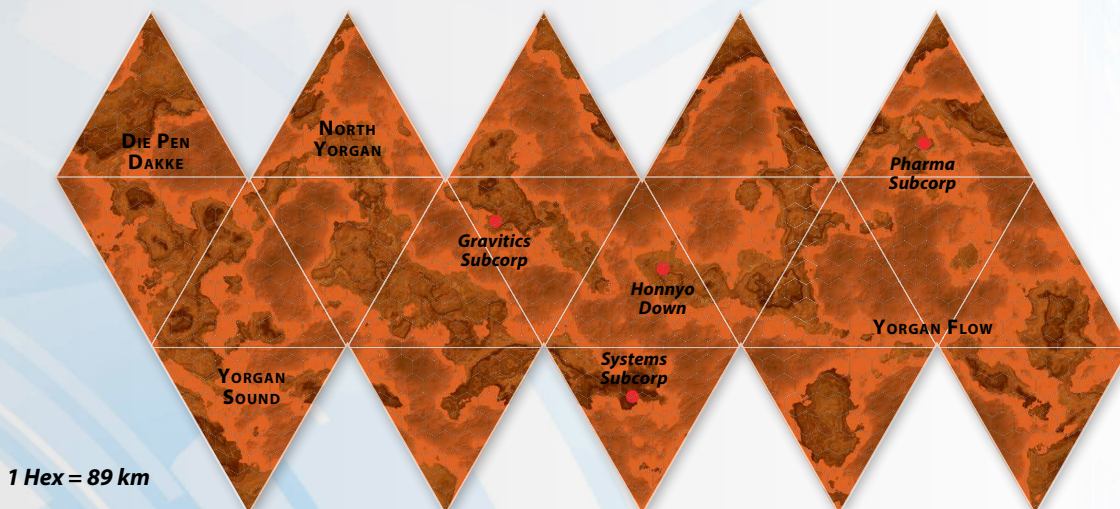 Die Pen
Dakke
North
Yorgan
Pharma
Subcorp
Gravitics
Subcorp
Honnyo
Down
Yorgan Flow
Systems
Subcorp
Yorgan
Sound
1 Hex = 89 km